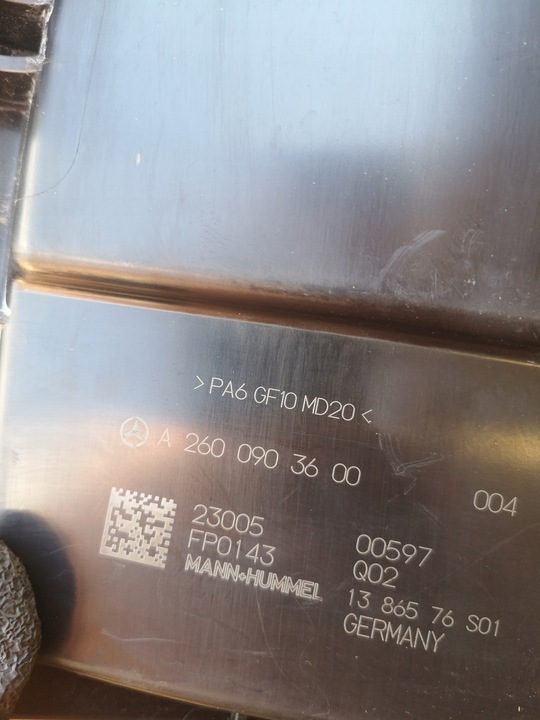 >PA6 GF10 MD20<
A 260 090 36 00
004
23005
FP0143
MANN+HUMMEL
00597
Q02
13 865 76 S01
GERMANY